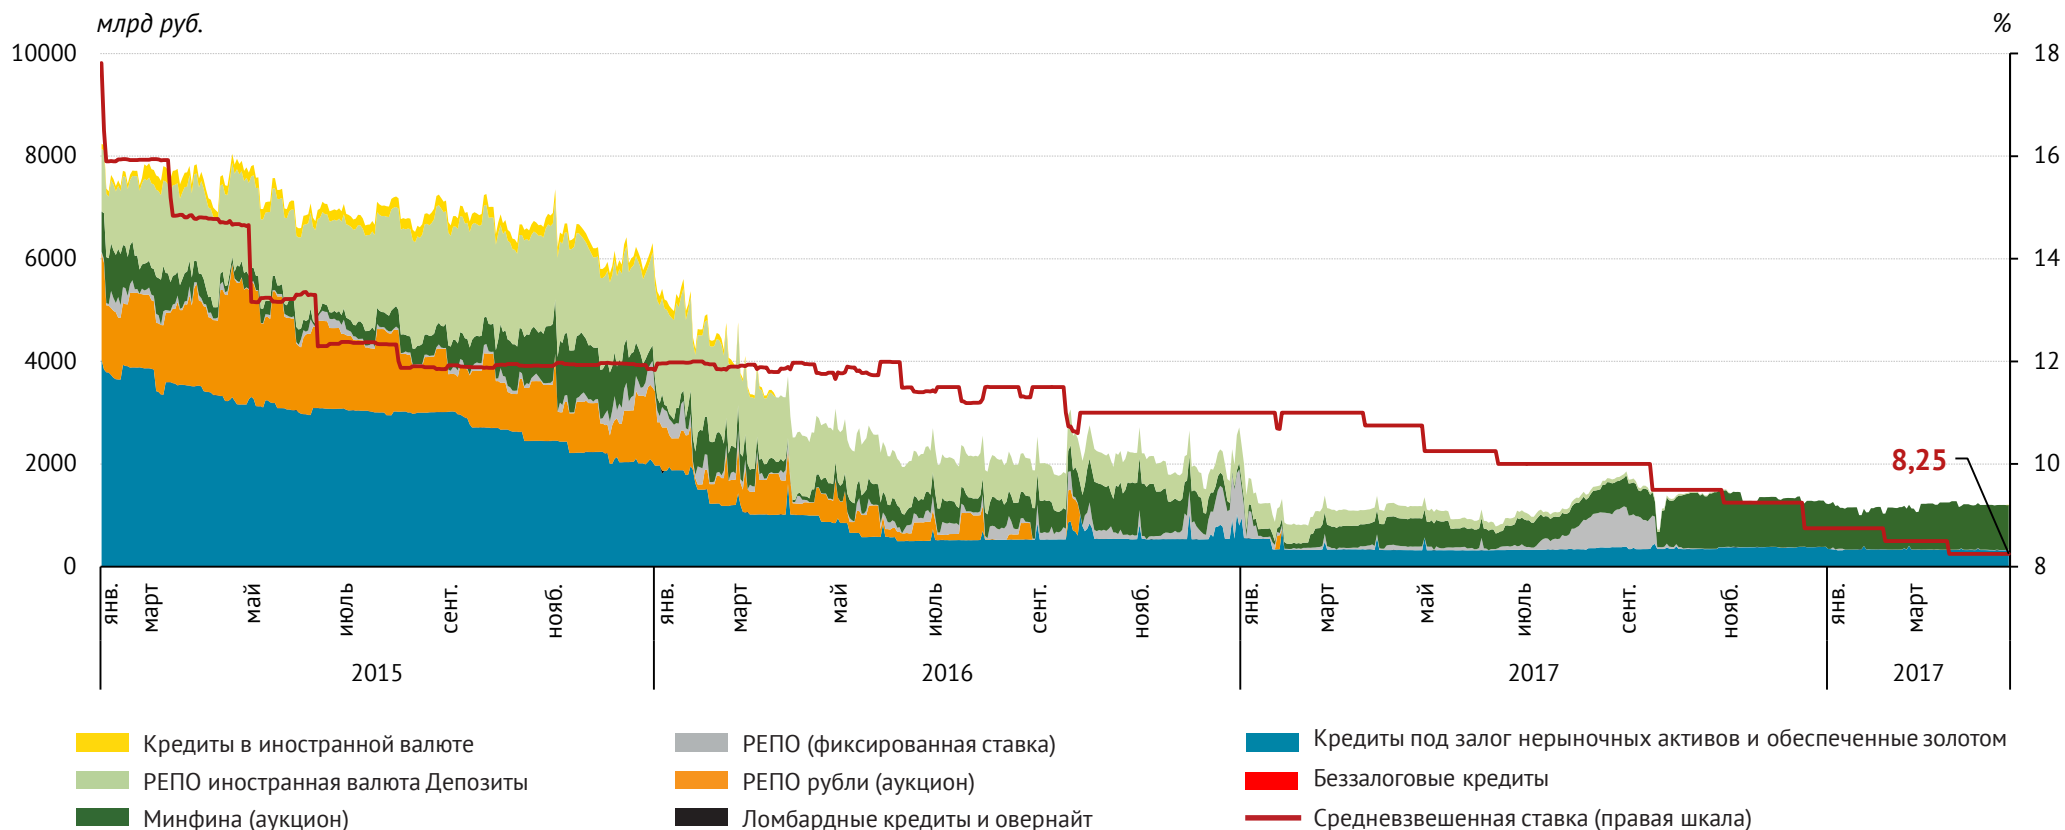 млрд руб. %
10000 18
8000 16
6000 14
4000 12
2000 10
0 8
8,25
янв. март май июль сент. нояб. янв. март май июль сент. нояб. янв. март май июль сент. нояб. янв. март
2015 2016 2017 2017
Кредиты в иностранной валюте
РЕПО иностранная валюта Депозиты
Минфина (аукцион)
РЕПО (фиксированная ставка)
РЕПО рубли (аукцион)
Ломбардные кредиты и овернайт
Кредиты под залог нерыночных активов и обеспеченные золотом
Беззалоговые кредиты
Средневзвешенная ставка (правая шкала)